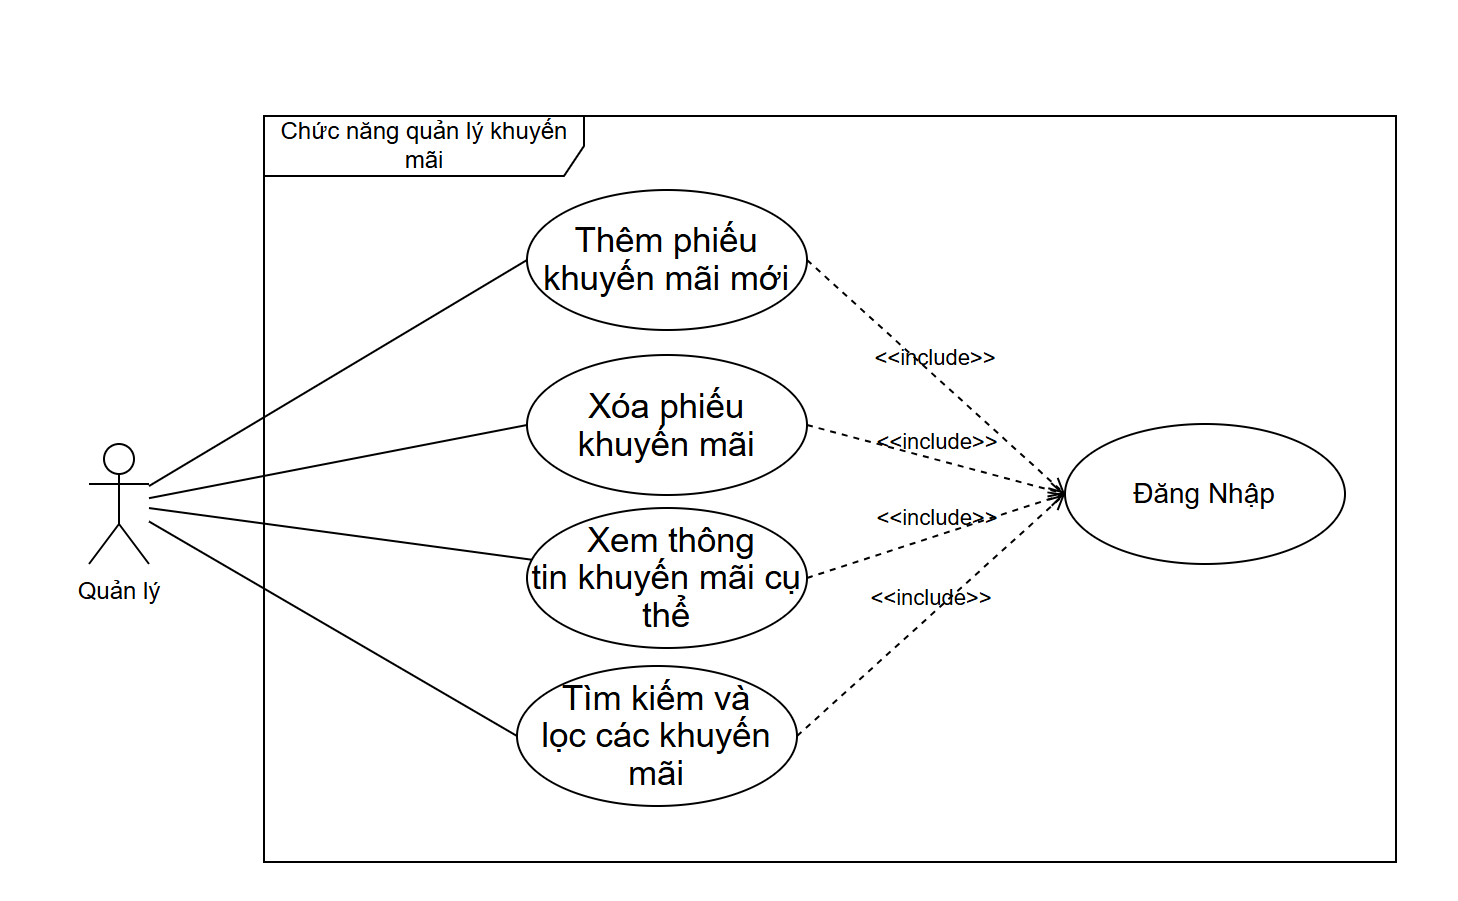 Chức năng quản lý khuyến
mãi
Thêm phiếu
khuyến mãi mới
<<include>>
Xóa phiếu
khuyến mãi
<<include>>
Đăng Nhập
<<include>>
Xem thông
tin khuyến mãi cụ
thể
Quản lý
<<include>>
Tìm kiếm và
lọc các khuyến
mãi